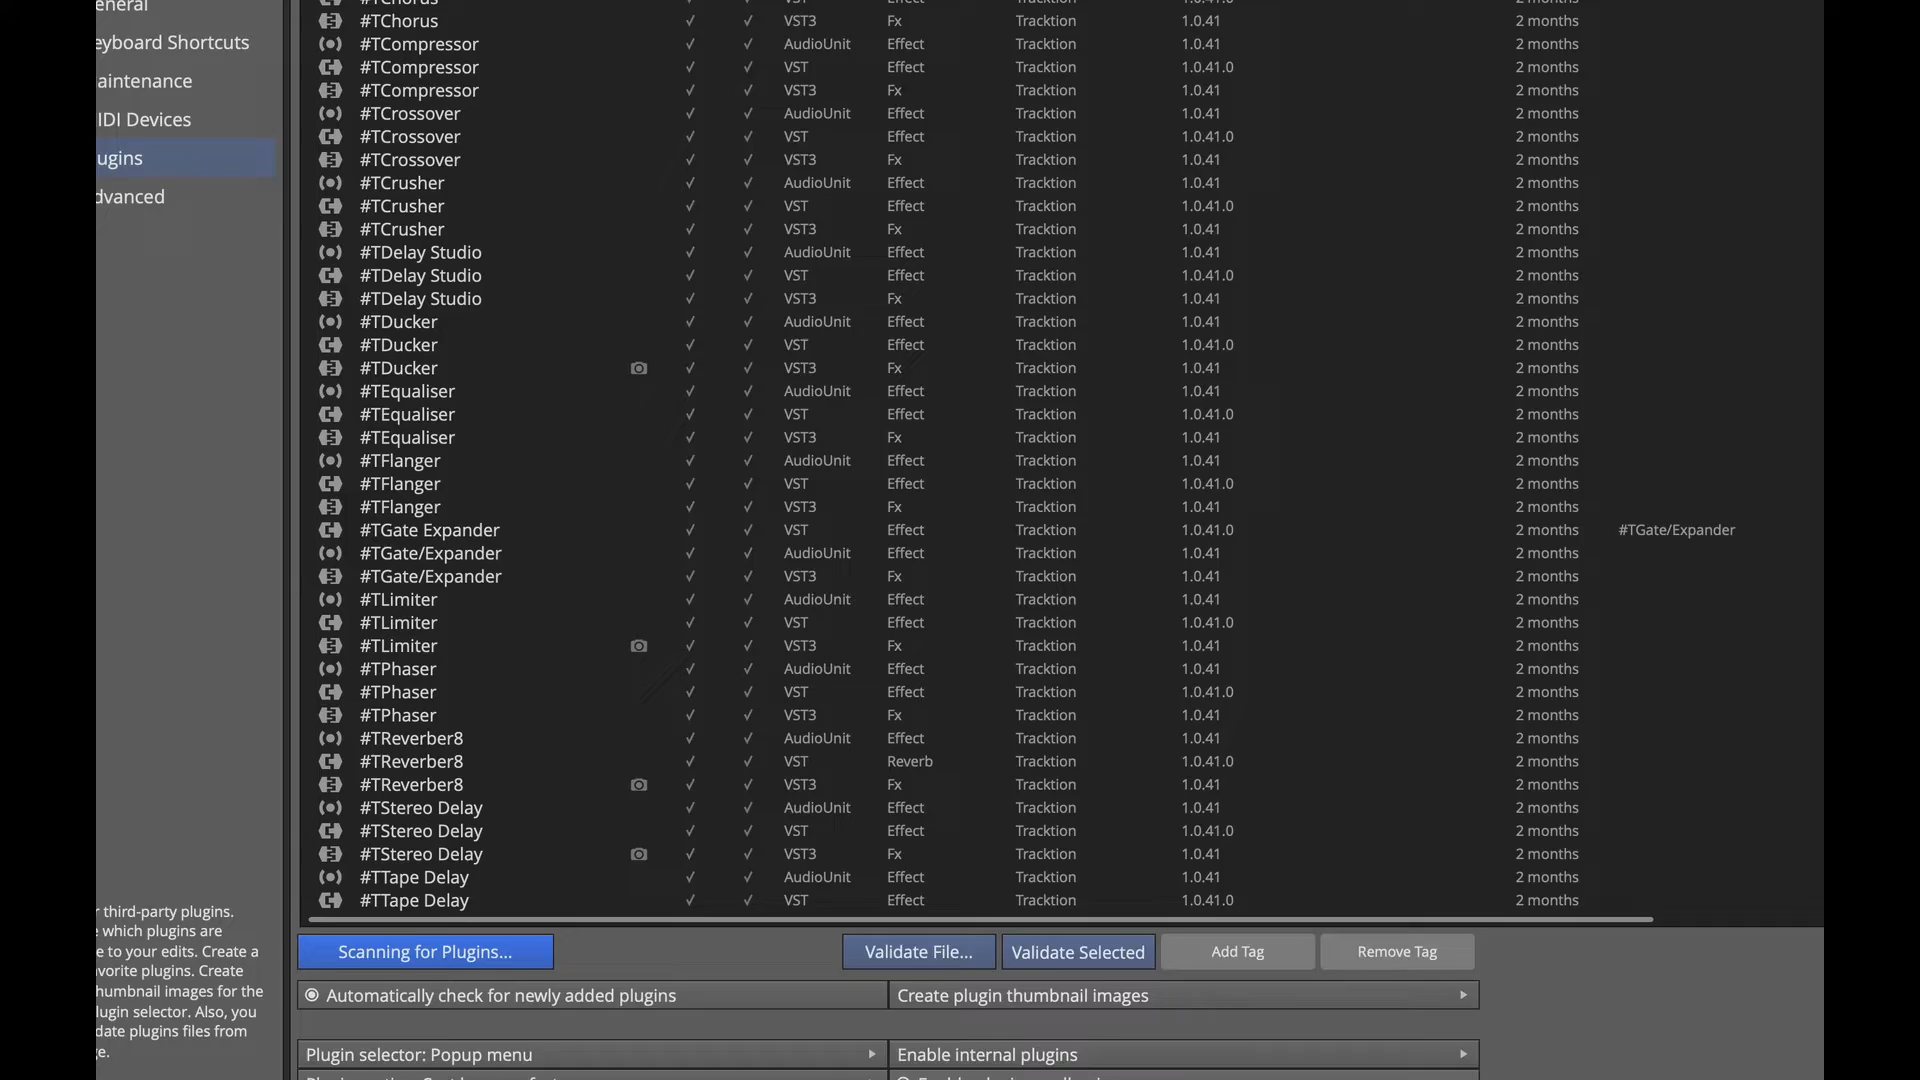 eneral
eyboard Shortcuts
aintenance
IDI Devices
ugins
dvanced
#TChorus VST3 Fx Tracktion 1.0.41 2 months
#TCompressor AudioUnit Effect Tracktion 1.0.41 2 months
#TCompressor VST Effect Tracktion 1.0.41.0 2 months
#TCompressor VST3 Fx Tracktion 1.0.41 2 months
#TCrossover AudioUnit Effect Tracktion 1.0.41 2 months
#TCrossover VST Effect Tracktion 1.0.41.0 2 months
#TCrossover VST3 Fx Tracktion 1.0.41 2 months
#TCrusher AudioUnit Effect Tracktion 1.0.41 2 months
#TCrusher VST Effect Tracktion 1.0.41.0 2 months
#TCrusher VST3 Fx Tracktion 1.0.41 2 months
#TDelay Studio AudioUnit Effect Tracktion 1.0.41 2 months
#TDelay Studio VST Effect Tracktion 1.0.41.0 2 months
#TDelay Studio VST3 Fx Tracktion 1.0.41 2 months
#TDucker AudioUnit Effect Tracktion 1.0.41 2 months
#TDucker VST Effect Tracktion 1.0.41.0 2 months
#TDucker VST3 Fx Tracktion 1.0.41 2 months
#TEqualiser AudioUnit Effect Tracktion 1.0.41 2 months
#TEqualiser VST Effect Tracktion 1.0.41.0 2 months
#TEqualiser VST3 Fx Tracktion 1.0.41 2 months
#TFlanger AudioUnit Effect Tracktion 1.0.41 2 months
#TFlanger VST Effect Tracktion 1.0.41.0 2 months
#TFlanger VST3 Fx Tracktion 1.0.41 2 months
#TGate Expander VST Effect Tracktion 1.0.41.0 2 months #TGate/Expander
#TGate/Expander AudioUnit Effect Tracktion 1.0.41 2 months
#TGate/Expander VST3 Fx Tracktion 1.0.41 2 months
#TLimiter AudioUnit Effect Tracktion 1.0.41 2 months
#TLimiter VST Effect Tracktion 1.0.41.0 2 months
#TLimiter VST3 Fx Tracktion 1.0.41 2 months
#TPhaser AudioUnit Effect Tracktion 1.0.41 2 months
#TPhaser VST Effect Tracktion 1.0.41.0 2 months
#TPhaser VST3 Fx Tracktion 1.0.41 2 months
#TReverber8 AudioUnit Effect Tracktion 1.0.41 2 months
#TReverber8 VST Reverb Tracktion 1.0.41.0 2 months
#TReverber8 VST3 Fx Tracktion 1.0.41 2 months
#TStereo Delay AudioUnit Effect Tracktion 1.0.41 2 months
#TStereo Delay VST Effect Tracktion 1.0.41.0 2 months
#TStereo Delay VST3 Fx Tracktion 1.0.41 2 months
#TTape Delay AudioUnit Effect Tracktion 1.0.41 2 months
#TTape Delay VST Effect Tracktion 1.0.41.0 2 months
r third-party plugins.
e which plugins are
e to your edits. Create a
avorite plugins. Create
humbnail images for the
lugin selector. Also, you
date plugins files from
ge.
Scanning for Plugins... Validate File... Validate Selected Add Tag Remove Tag
Automatically check for newly added plugins Create plugin thumbnail images
Plugin selector: Popup menu Enable internal plugins